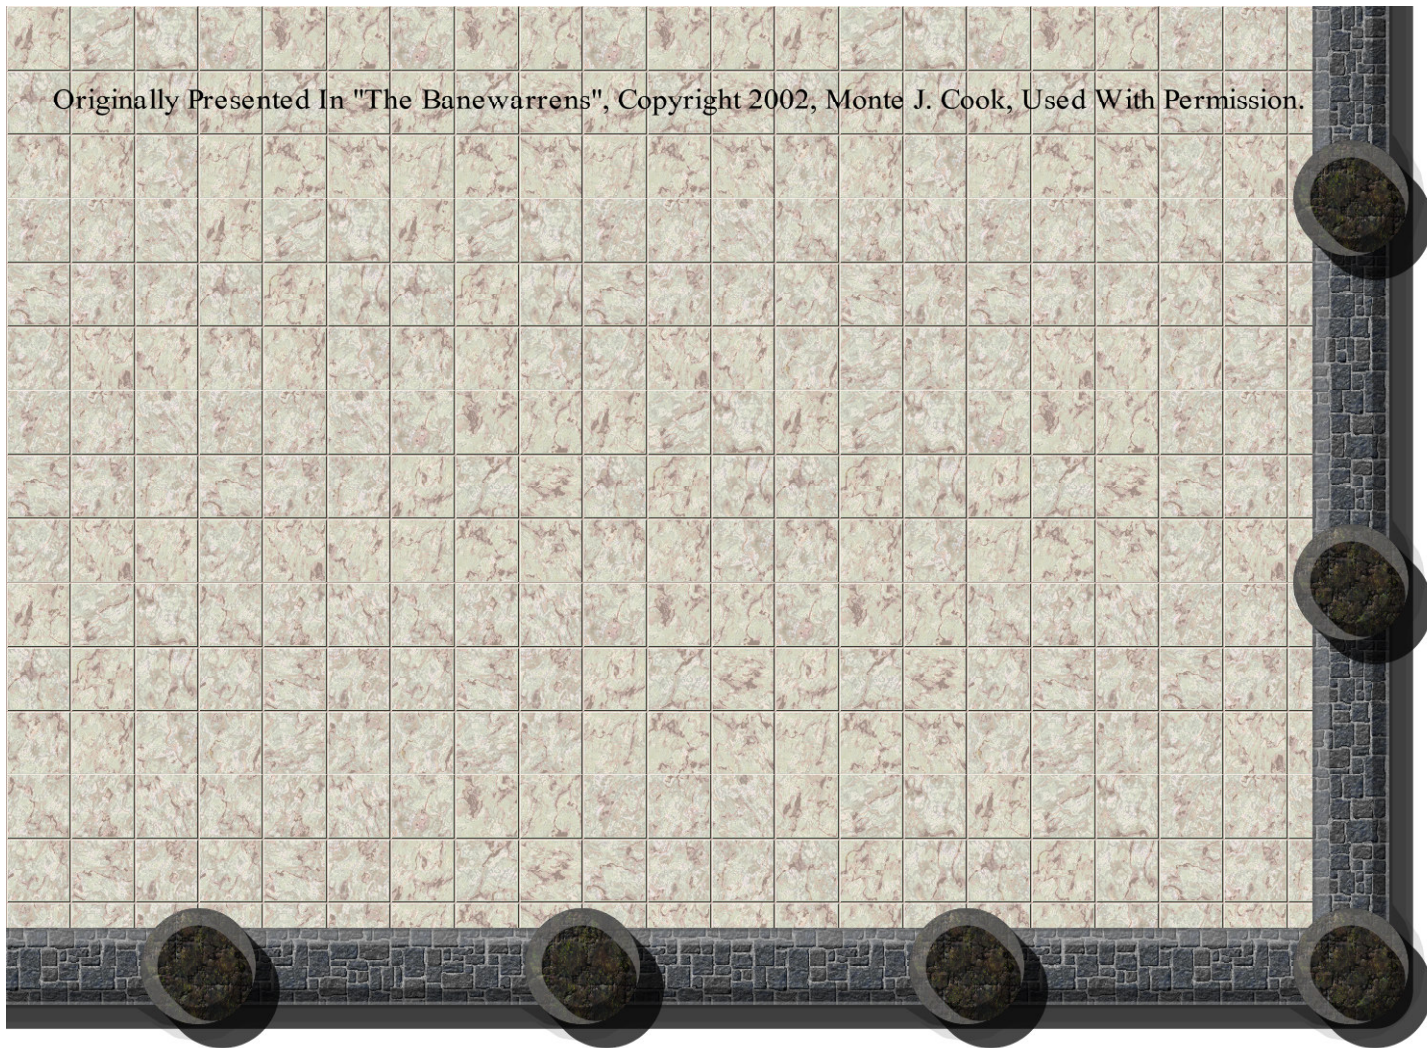 Originally Presented In "The Banewarrens", Copyright 2002, Monte J. Cook, Used With Permission.